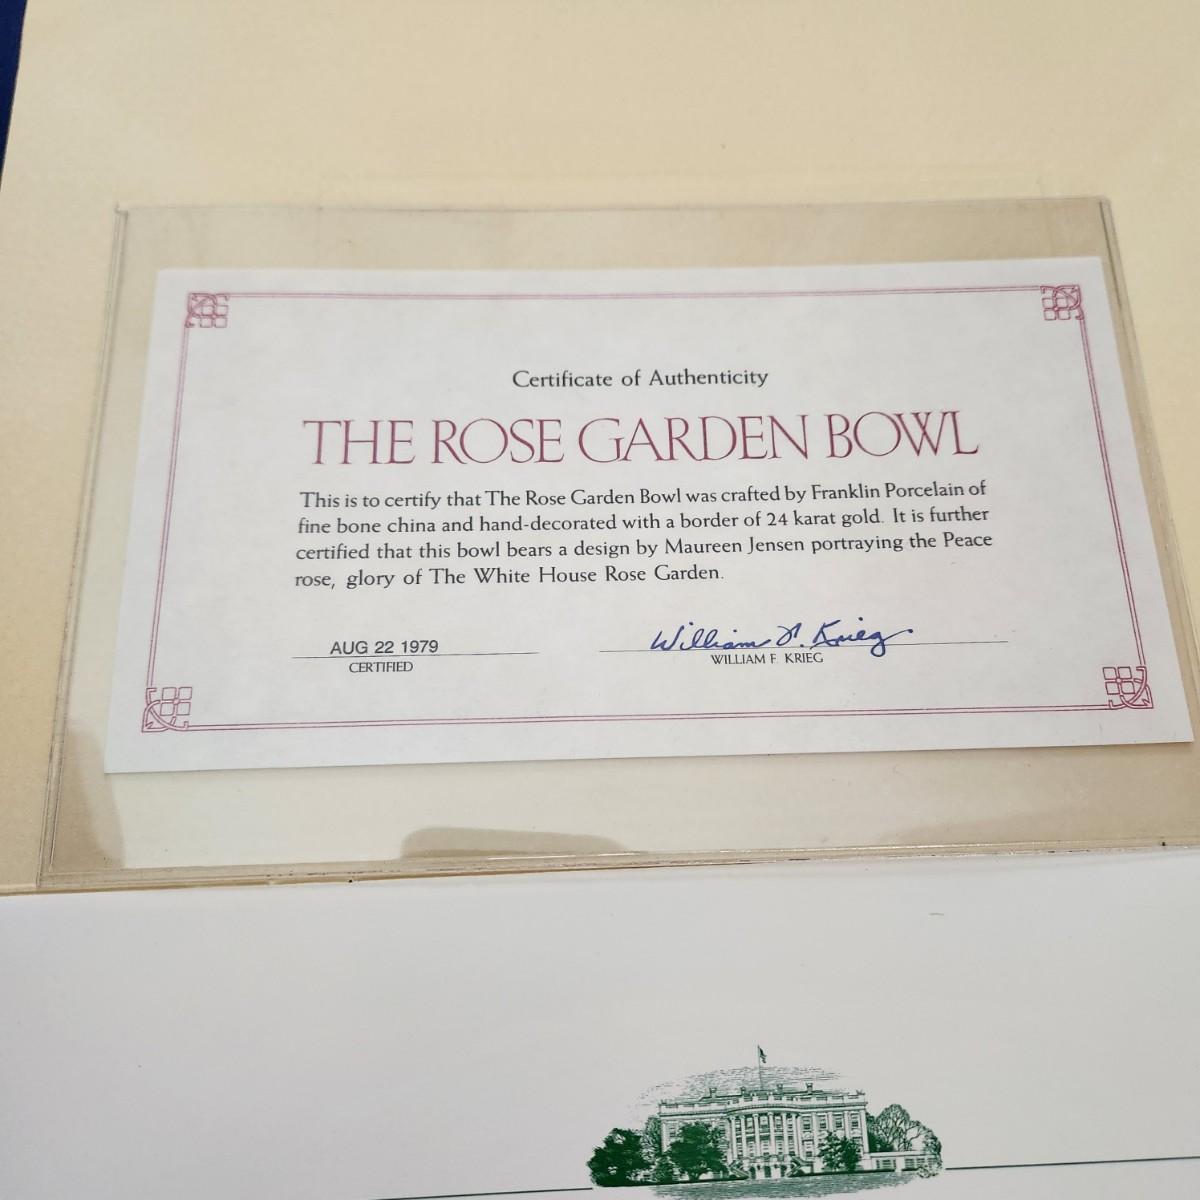 Certificate of Authenticity
THE ROSE GARDEN BOWL
This is to certify that The Rose Garden Bowl was crafted by Franklin Porcelain of
fine bone china and hand-decorated with a border of 24 karat gold. It is further
certified that this bowl bears a design by Maureen Jensen portraying the Peace
rose, glory of The White House Rose Garden.
AUG 22 1979
CERTIFIED
William F. Krieg
WILLIAM F. KRIEG